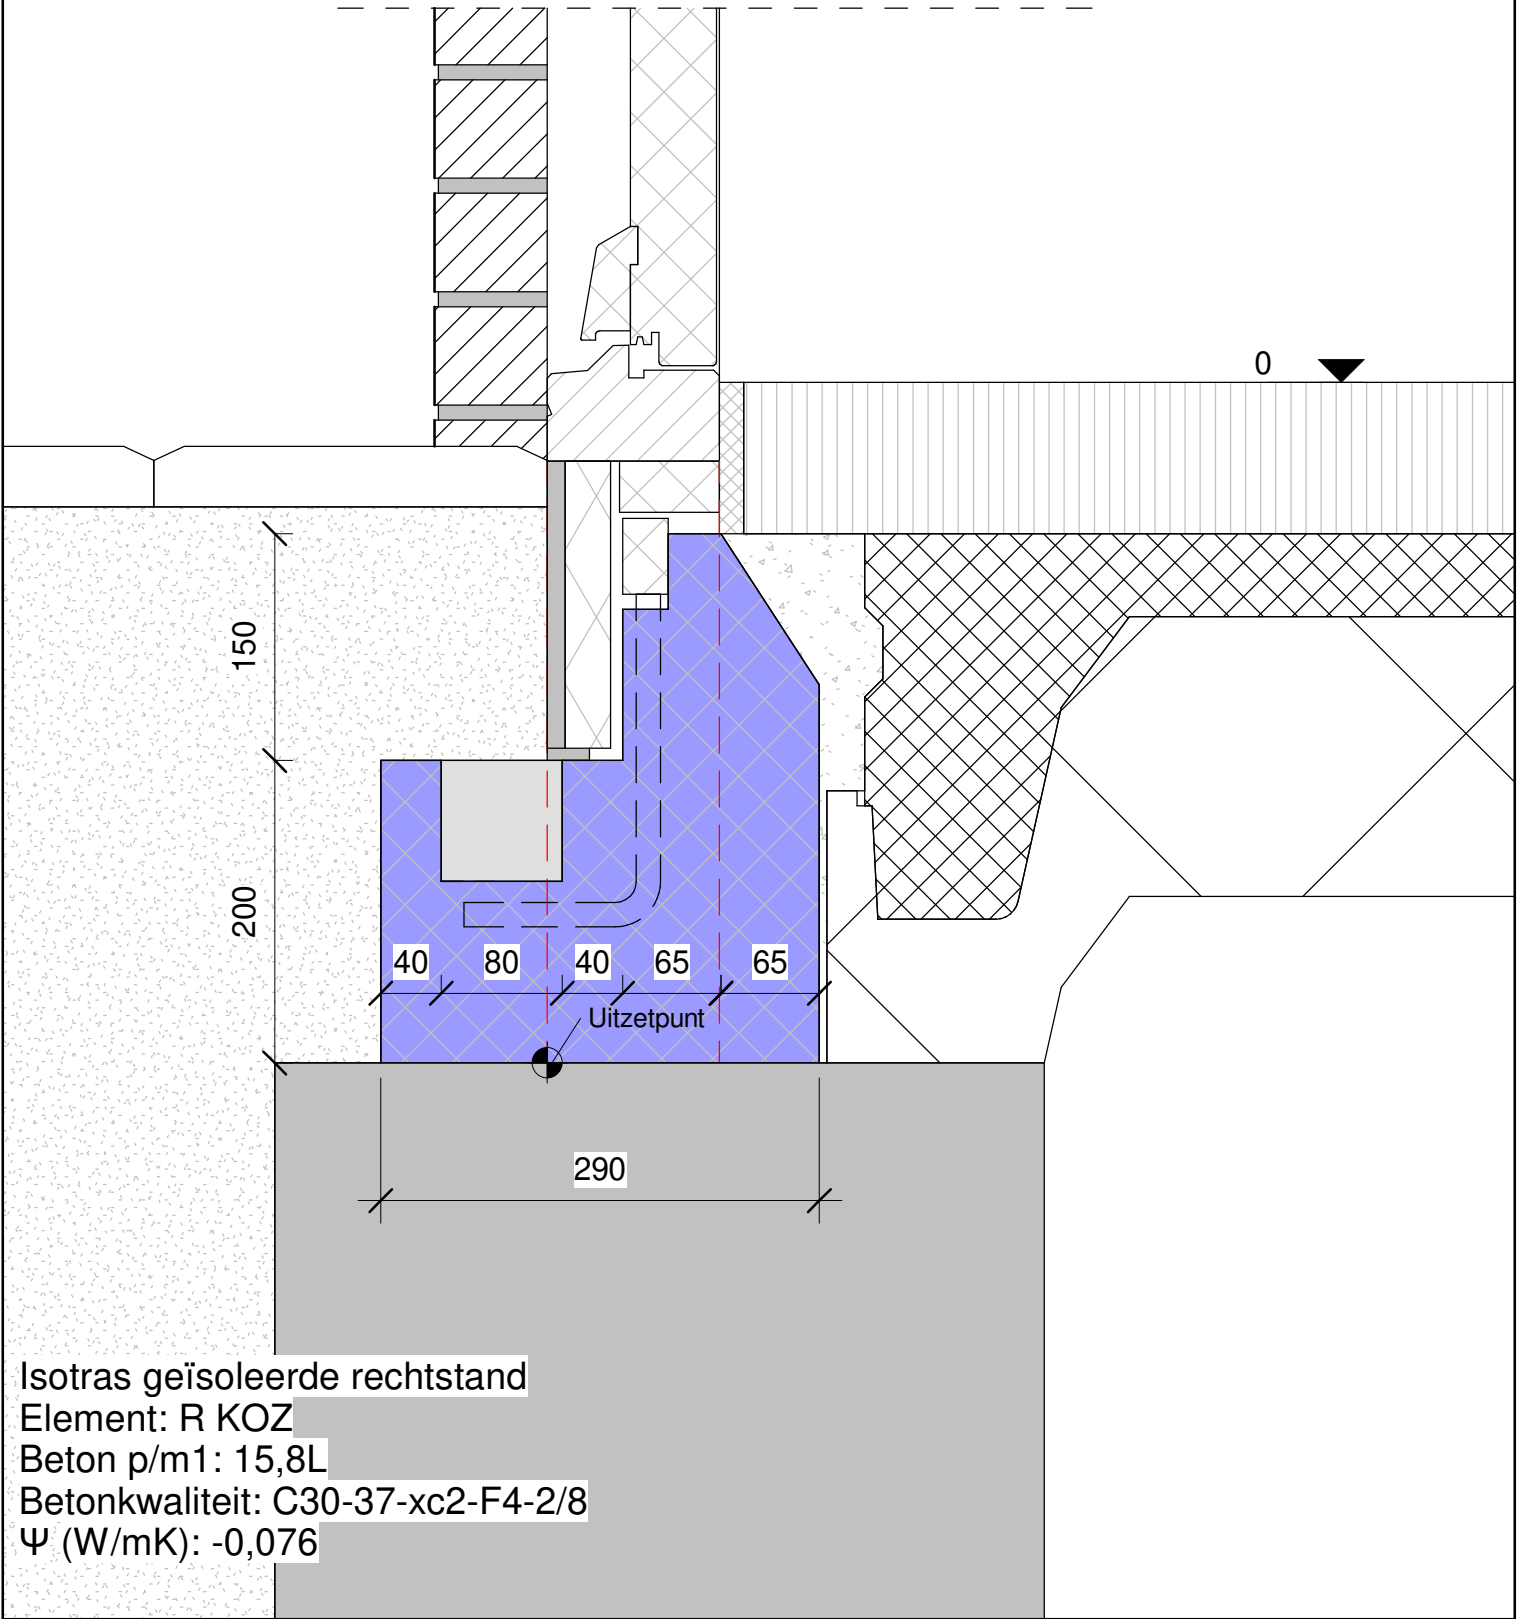 0
150
200
40 80 40 65 65
Uitzetpunt
290
Isotras geïsoleerde rechtstand
Element: R KOZ
Beton p/m1: 15,8L
Betonkwaliteit: C30-37-xc2-F4-2/8
Ψ (W/mK): -0,076